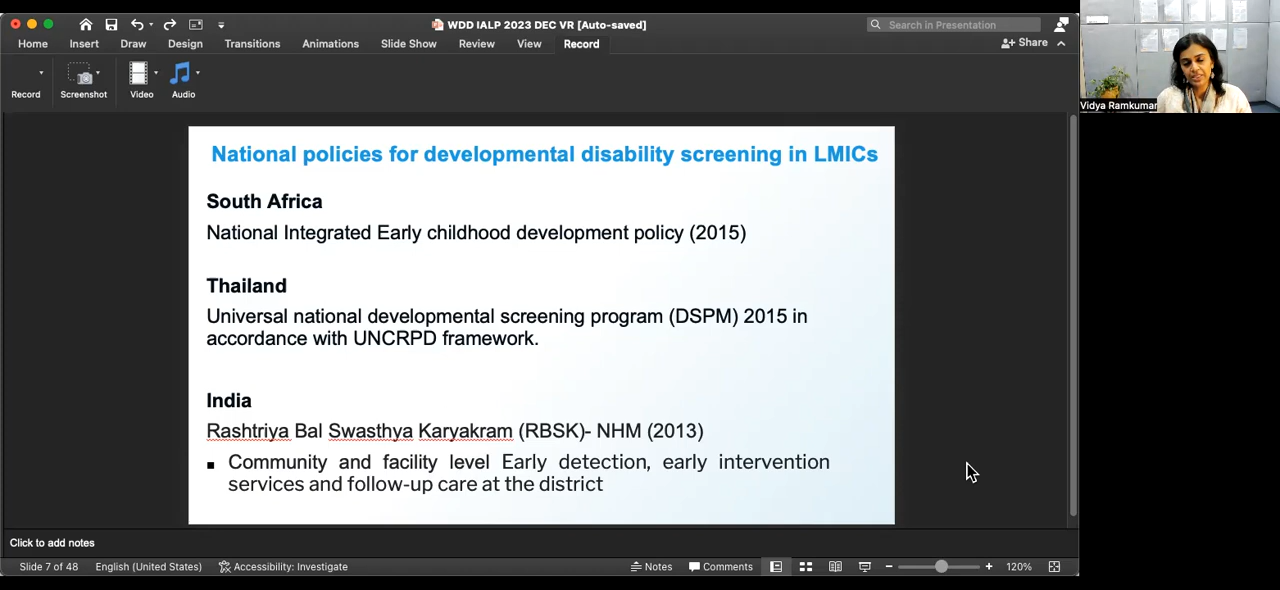 WDD IALP 2023 DEC VR [Auto-saved]
Search in Presentation
Home Insert Draw Design Transitions Animations Slide Show Review View Record
Share
Record Screenshot Video Audio
Vidya Ramkumar
National policies for developmental disability screening in LMICs
South Africa
National Integrated Early childhood development policy (2015)
Thailand
Universal national developmental screening program (DSPM) 2015 in
accordance with UNCRPD framework.
India
Rashtriya Bal Swasthya Karyakram (RBSK)- NHM (2013)
▪ Community and facility level Early detection, early intervention
services and follow-up care at the district
Click to add notes
Slide 7 of 48 English (United States) Accessibility: Investigate Notes Comments 120%